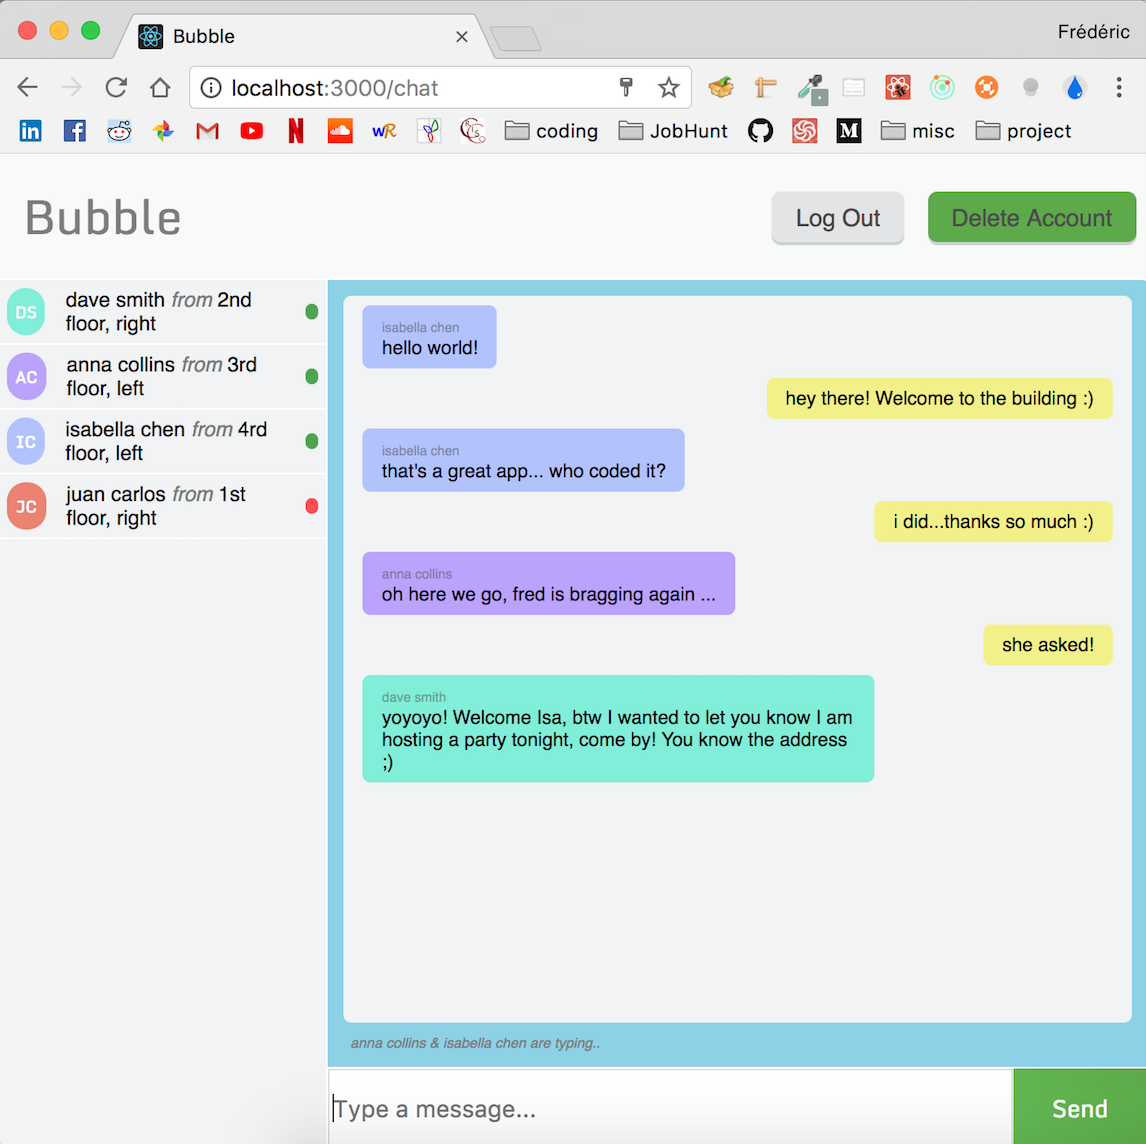 Bubble
Frédéric
localhost:3000/chat
in
wR
coding
JobHunt
M
misc
project
Bubble
Log Out
Delete Account
DS
dave smith from 2nd
floor, right
AC
anna collins from 3rd
floor, left
IC
isabella chen from 4rd
floor, left
JC
juan carlos from 1st
floor, right
isabella chen
hello world!
hey there! Welcome to the building :)
isabella chen
that's a great app... who coded it?
i did...thanks so much :)
anna collins
oh here we go, fred is bragging again ...
she asked!
dave smith
yoyoyo! Welcome Isa, btw I wanted to let you know I am
hosting a party tonight, come by! You know the address
;)
anna collins & isabella chen are typing..
Type a message...
Send